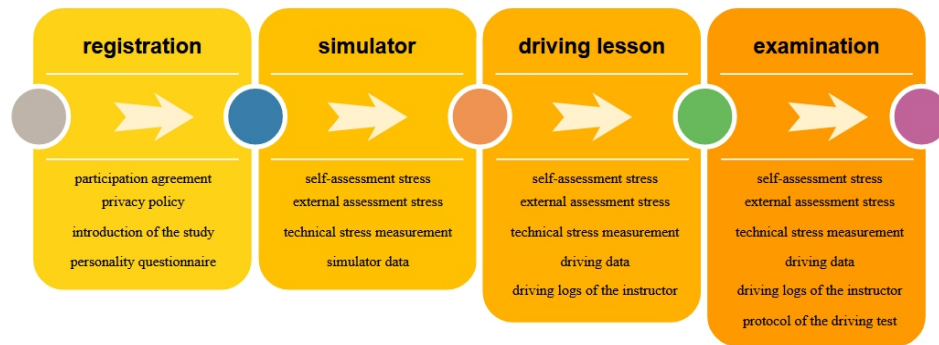 registration
participation agreement
privacy policy
introduction of the study
personality questionnaire
simulator
self-assessment stress
external assessment stress
technical stress measurement
simulator data
driving lesson
self-assessment stress
external assessment stress
technical stress measurement
driving data
driving logs of the instructor
examination
self-assessment stress
external assessment stress
technical stress measurement
driving data
driving logs of the instructor
protocol of the driving test